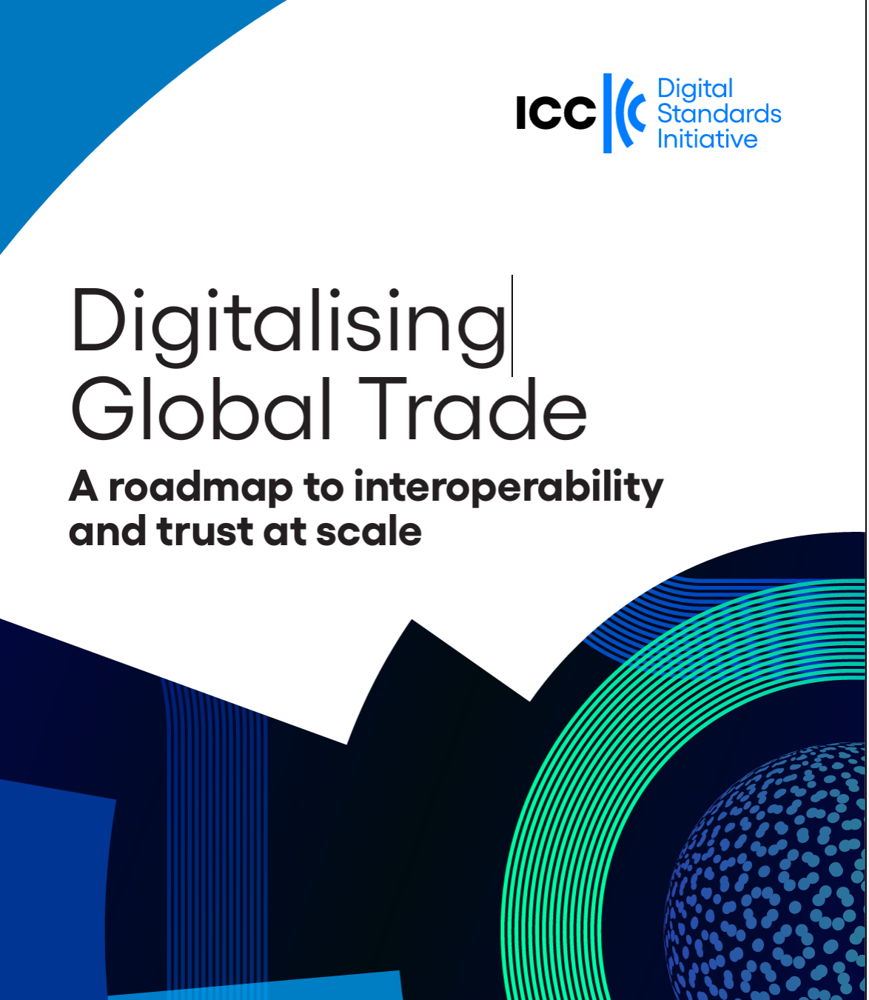 ICC
Digital
Standards
Initiative
Digitalising
Global Trade
A roadmap to interoperability
and trust at scale